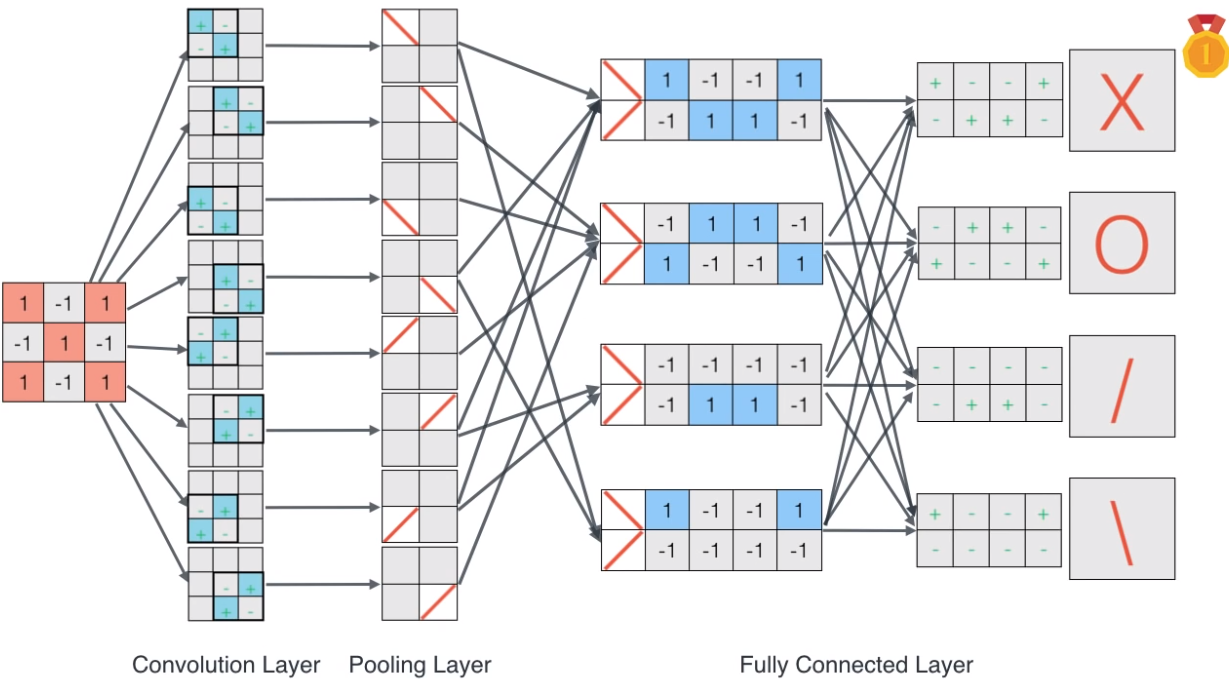 1 -1 1
-1 1 -1
1 -1 1
+ -
- +
+ -
- +
+ -
- +
+ -
- +
- +
+ -
- +
+ -
- +
+ -
- +
+ -
1 -1 -1 1
-1 1 1 -1
-1 1 1 -1
1 -1 -1 1
-1 -1 -1 -1
-1 1 1 -1
1 -1 -1 1
-1 -1 -1 -1
+ - - +
- + + -
- + + -
+ - - +
- - - -
- + + -
+ - - +
- - - -
X
O
/
\
1
Convolution Layer
Pooling Layer
Fully Connected Layer